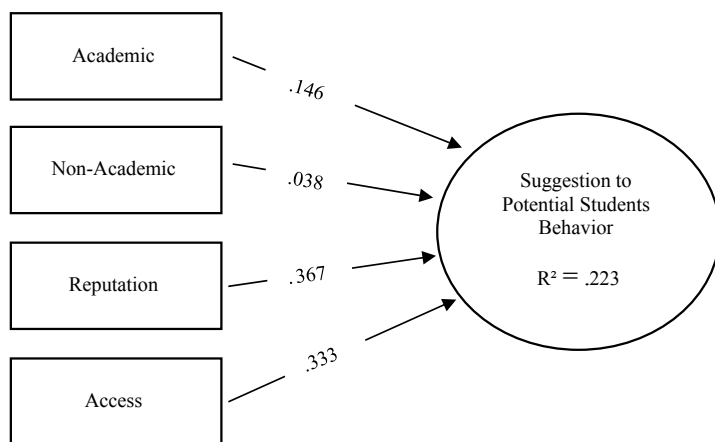 Academic
.146
Non-Academic
.038
Reputation
.367
Access
.333
Suggestion to
Potential Students
Behavior
R² = .223